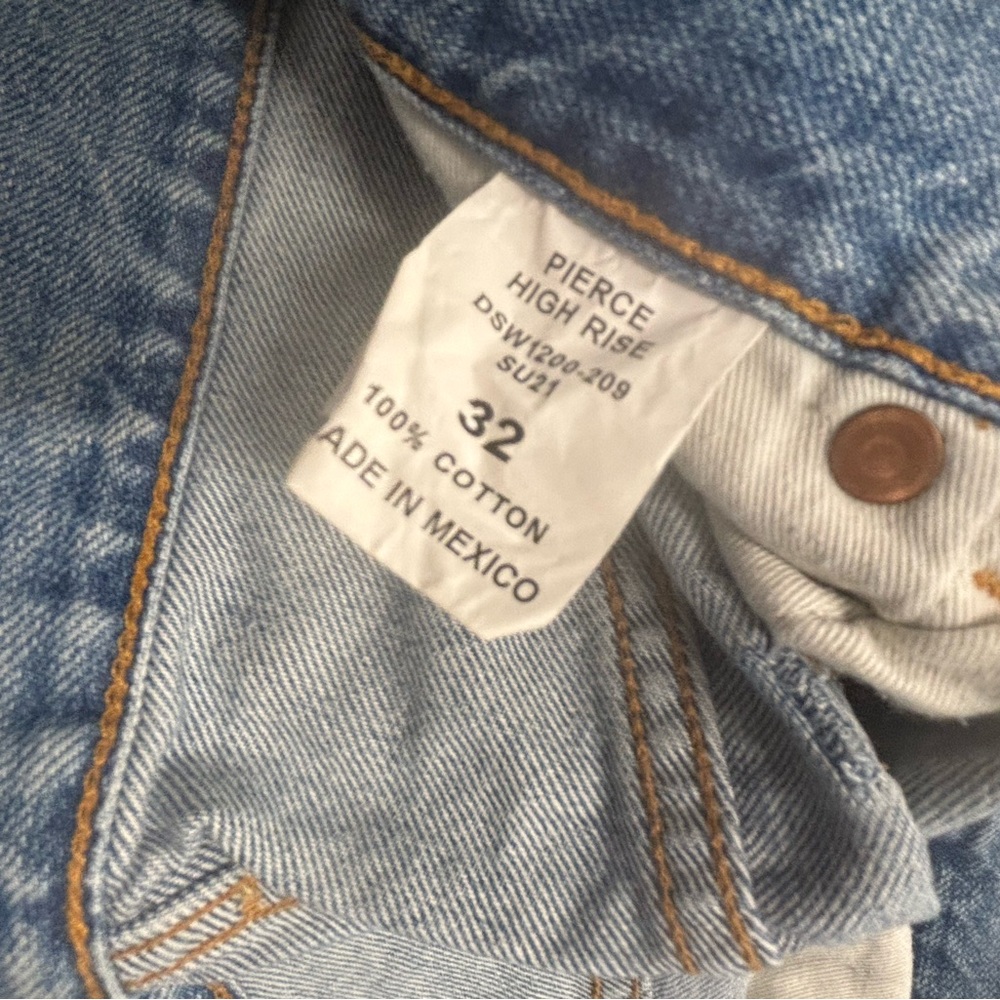 PIERCE
HIGH RISE
DSW1200-209
SU21
32
100% COTTON
ADE IN MEXICO